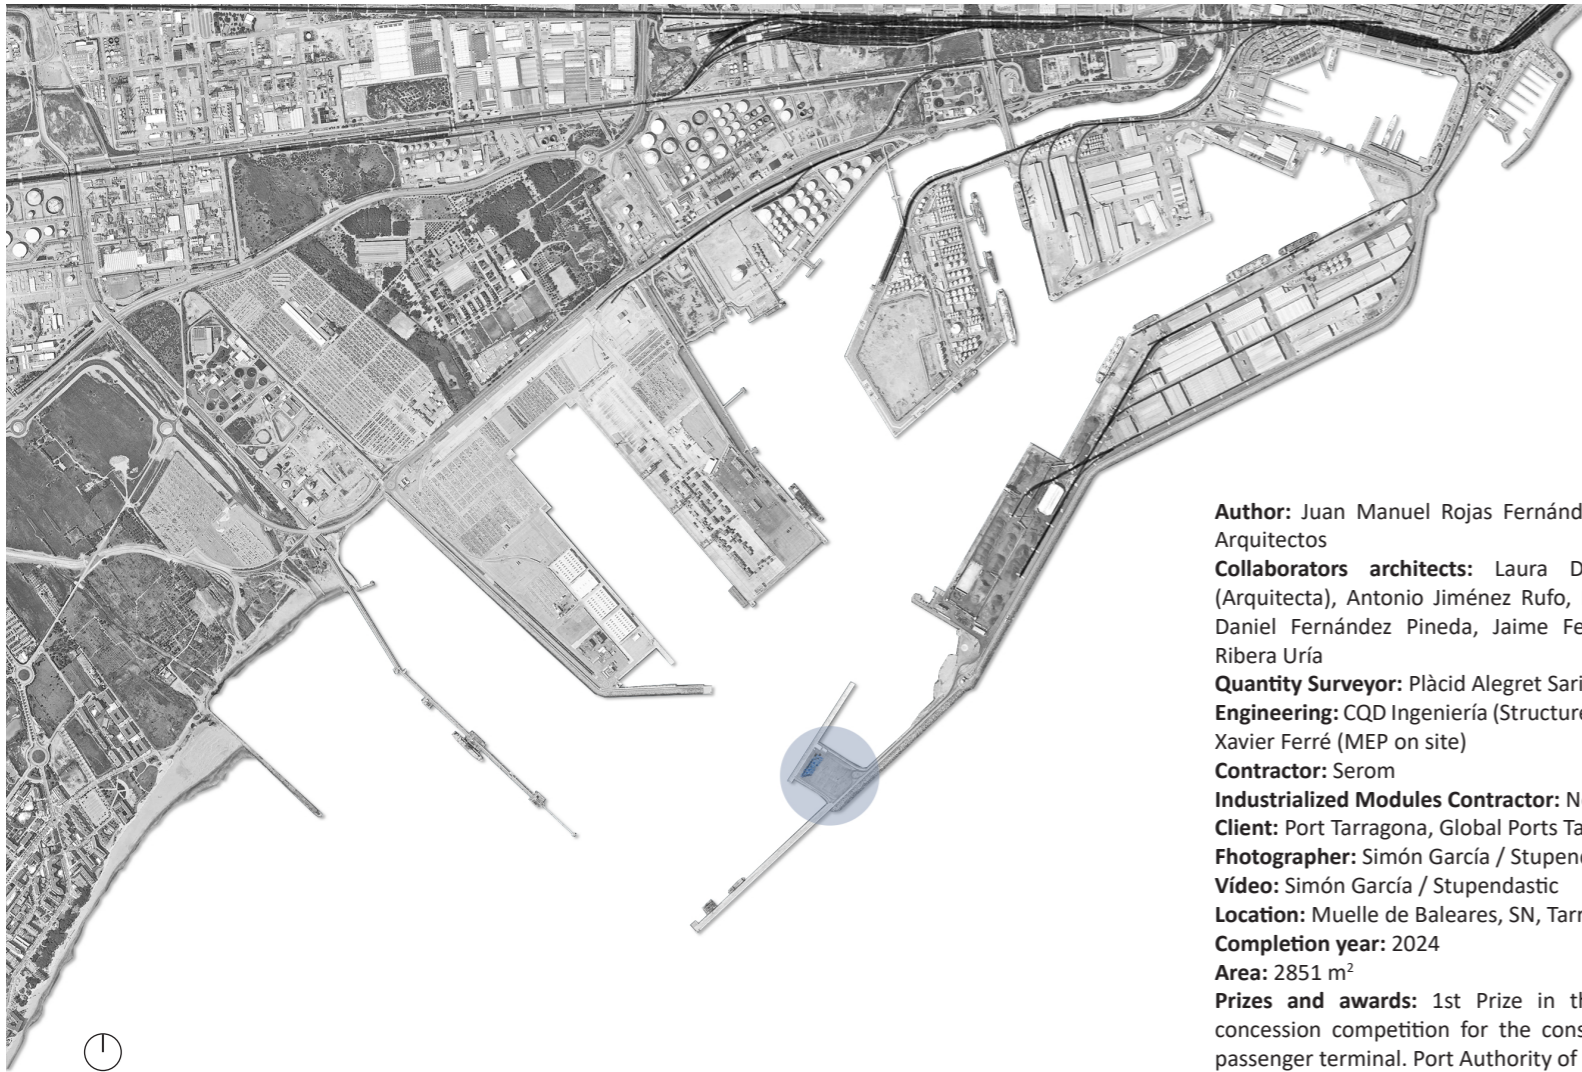 Author: Juan Manuel Rojas Fernánd
Arquitectos
Collaborators architects: Laura D
(Arquitecta), Antonio Jiménez Rufo,
Daniel Fernández Pineda, Jaime Fe
Ribera Uría
Quantity Surveyor: Plàcid Alegret Sari
Engineering: CQD Ingeniería (Structure
Xavier Ferré (MEP on site)
Contractor: Serom
Industrialized Modules Contractor: N
Client: Port Tarragona, Global Ports Ta
Fhotographer: Simón García / Stupend
Vídeo: Simón García / Stupendastic
Location: Muelle de Baleares, SN, Tarr
Completion year: 2024
Area: 2851 m²
Prizes and awards: 1st Prize in th
concession competition for the cons
passenger terminal. Port Authority of